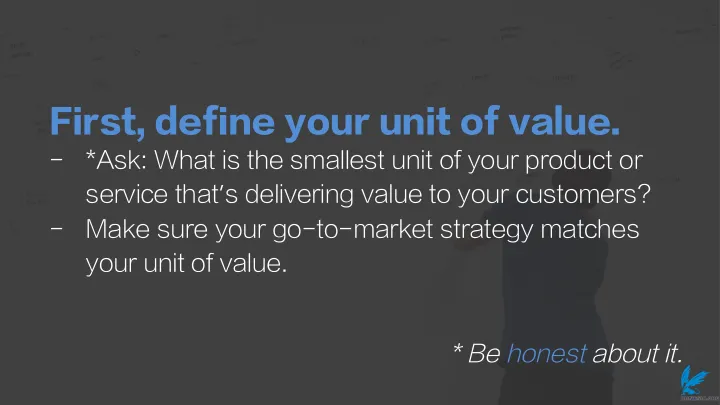 First, define your unit of value.
- *Ask: What is the smallest unit of your product or
service that's delivering value to your customers?
- Make sure your go-to-market strategy matches
your unit of value.
* Be honest about it.